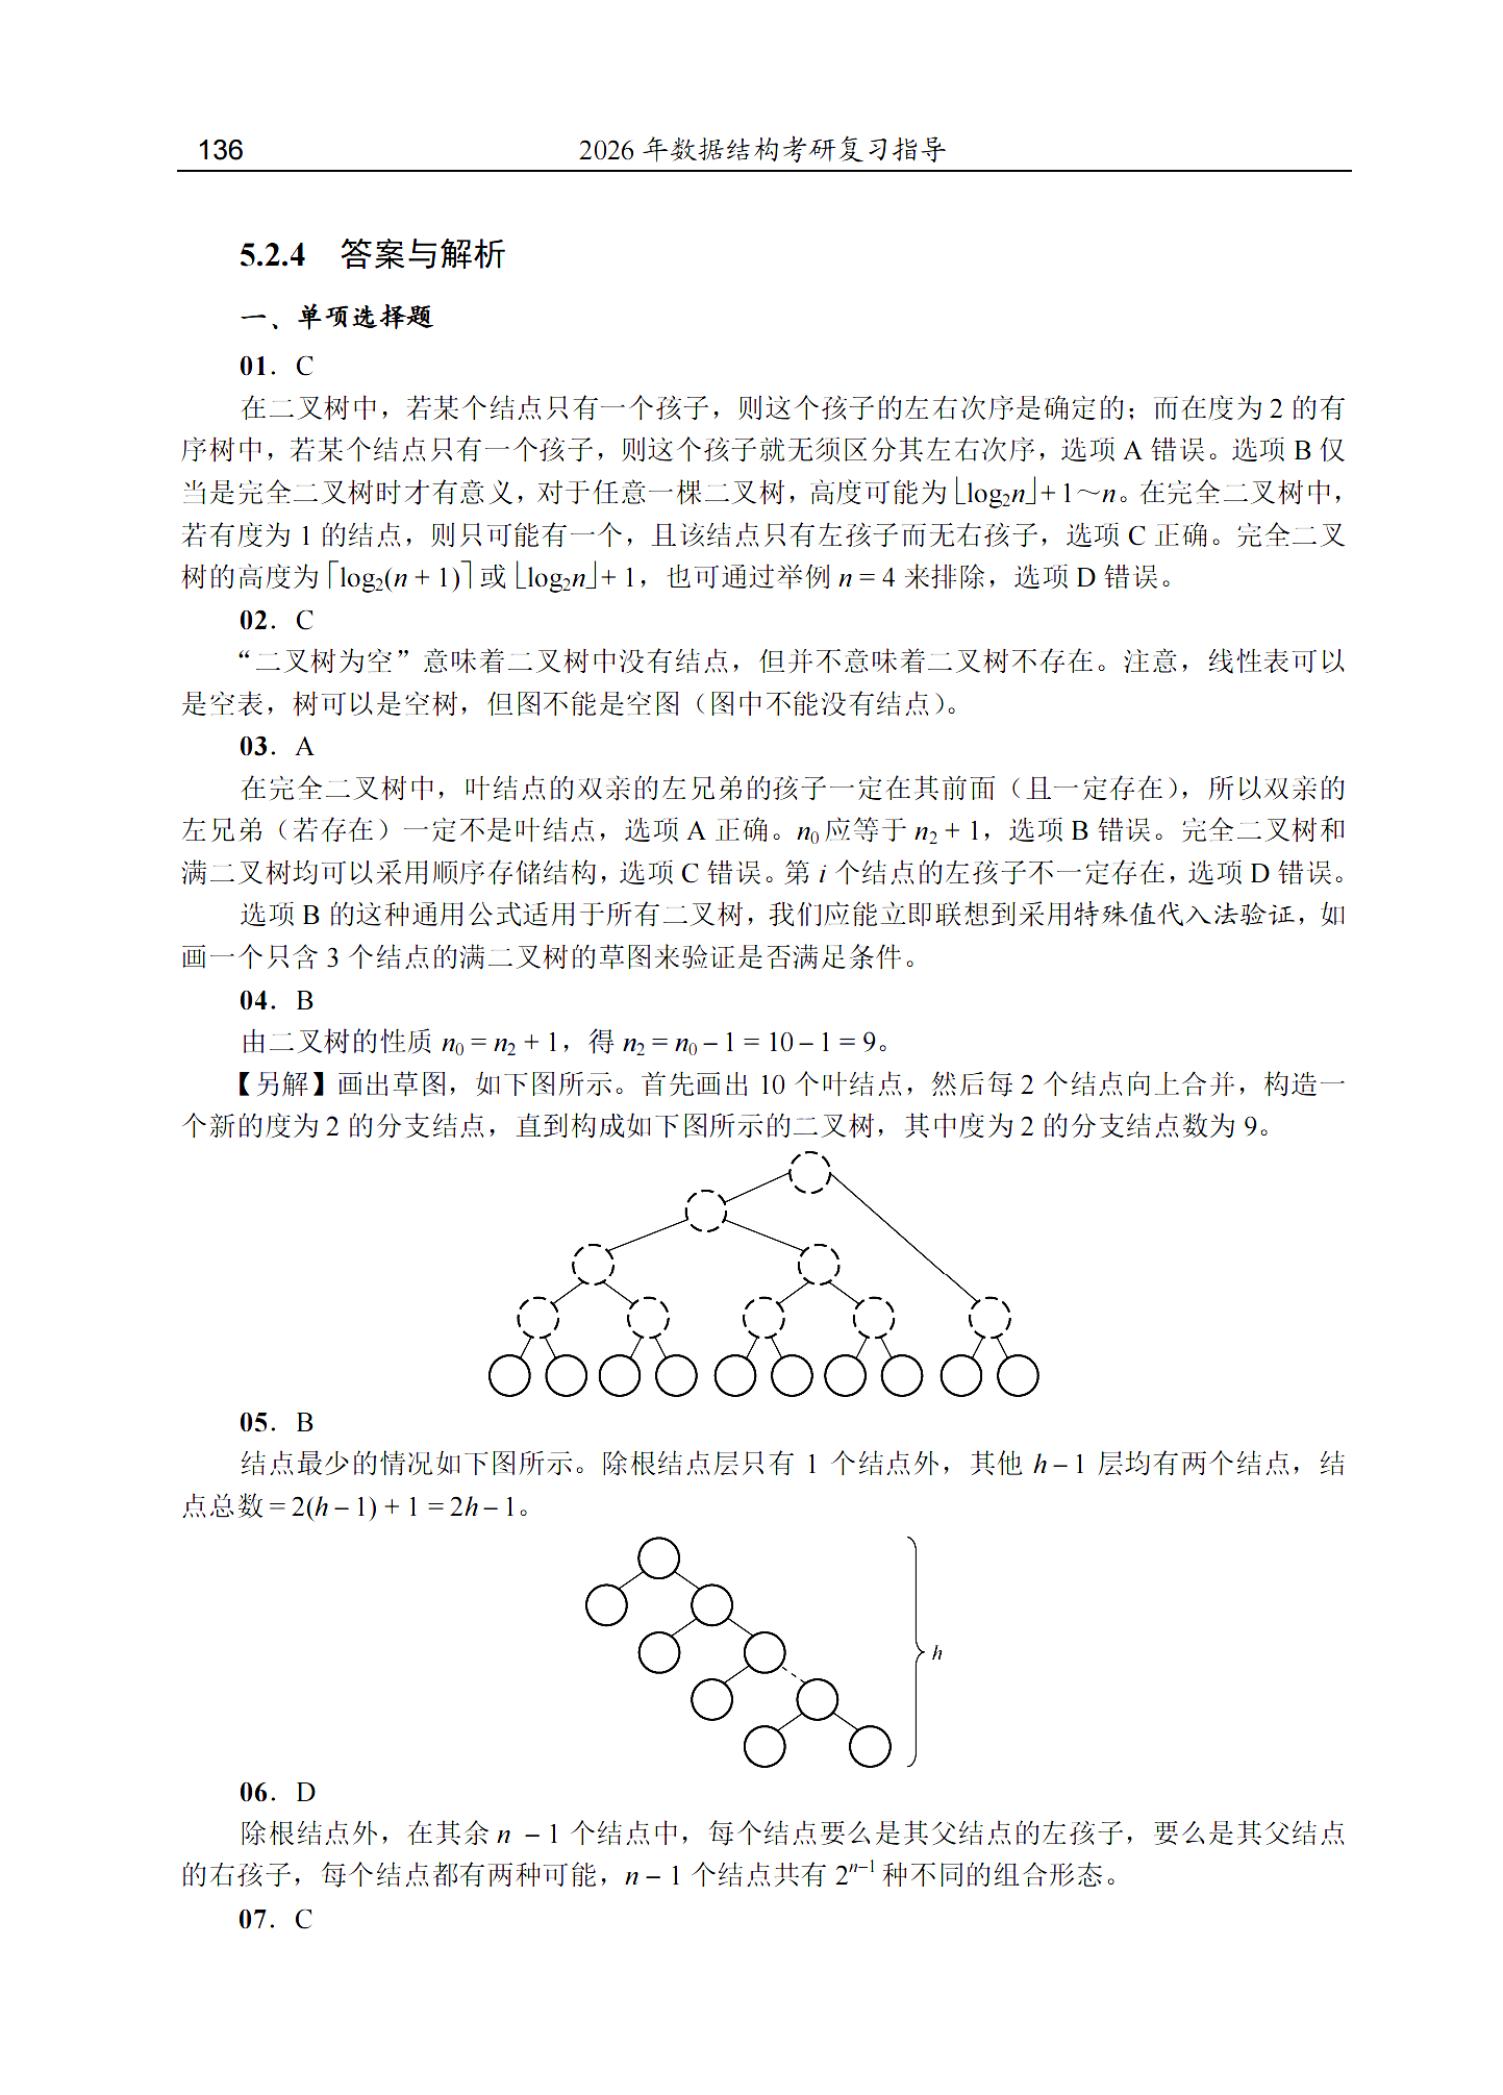 136
2026 年数据结构考研复习指导
5.2.4 答案与解析
一、单项选择题
01. C
在二叉树中，若某个结点只有一个孩子，则这个孩子的左右次序是确定的；而在度为 2 的有
序树中，若某个结点只有一个孩子，则这个孩子就无须区分其左右次序，选项 A 错误。选项 B 仅
当是完全二叉树时才有意义，对于任意一棵二叉树，高度可能为⌊log₂n⌋+ 1～n。在完全二叉树中，
若有度为 1 的结点，则只可能有一个，且该结点只有左孩子而无右孩子，选项 C 正确。完全二叉
树的高度为⌈log₂(n + 1)⌉或⌊log₂n⌋+ 1，也可通过举例 n = 4 来排除，选项 D 错误。
02. C
“二叉树为空”意味着二叉树中没有结点，但并不意味着二叉树不存在。注意，线性表可以
是空表，树可以是空树，但图不能是空图（图中不能没有结点）。
03. A
在完全二叉树中，叶结点的双亲的左兄弟的孩子一定在其前面（且一定存在），所以双亲的
左兄弟（若存在）一定不是叶结点，选项 A 正确。n₀应等于 n₂ + 1，选项 B 错误。完全二叉树和
满二叉树均可以采用顺序存储结构，选项 C 错误。第 i 个结点的左孩子不一定存在，选项 D 错误。
选项 B 的这种通用公式适用于所有二叉树，我们应能立即联想到采用特殊值代入法验证，如
画一个只含 3 个结点的满二叉树的草图来验证是否满足条件。
04. B
由二叉树的性质 n₀ = n₂ + 1，得 n₂ = n₀ – 1 = 10 – 1 = 9。
【另解】画出草图，如下图所示。首先画出 10 个叶结点，然后每 2 个结点向上合并，构造一
个新的度为 2 的分支结点，直到构成如下图所示的二叉树，其中度为 2 的分支结点数为 9。
05. B
结点最少的情况如下图所示。除根结点层只有 1 个结点外，其他 h – 1 层均有两个结点，结
点总数 = 2(h – 1) + 1 = 2h – 1。
h
06. D
除根结点外，在其余 n – 1 个结点中，每个结点要么是其父结点的左孩子，要么是其父结点
的右孩子，每个结点都有两种可能，n – 1 个结点共有 2ⁿ⁻¹ 种不同的组合形态。
07. C